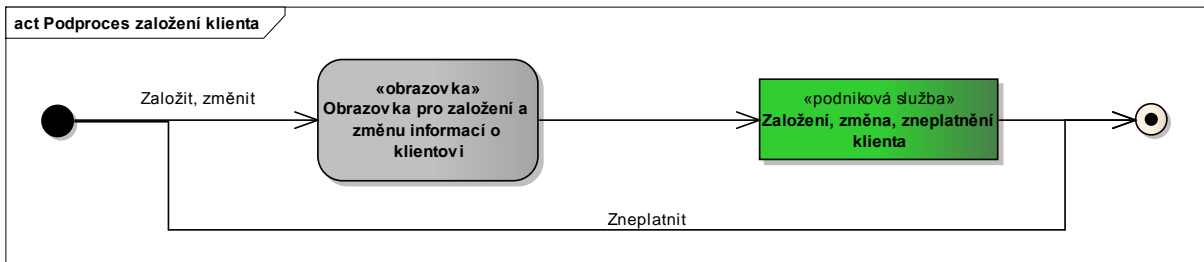 act Podproces založení klienta
Založit, změnit
«obrazovka»
Obrazovka pro založení a
změnu informací o
klientovi
«podniková služba»
Založení, změna, zneplatnění
klienta
Zneplatnit